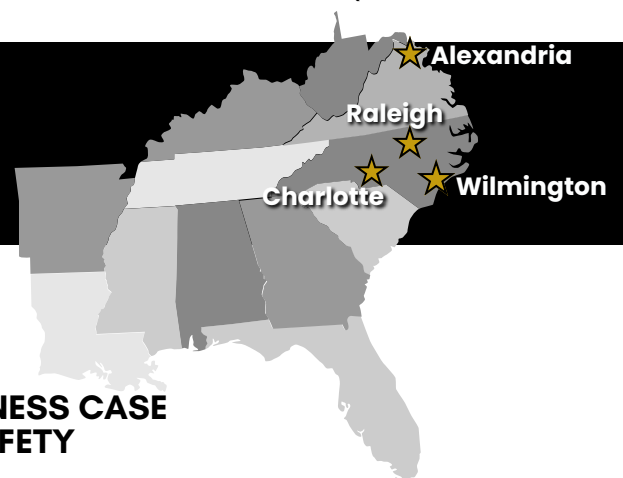 Alexandria
Raleigh
Charlotte
Wilmington
NESS CASE
FETY